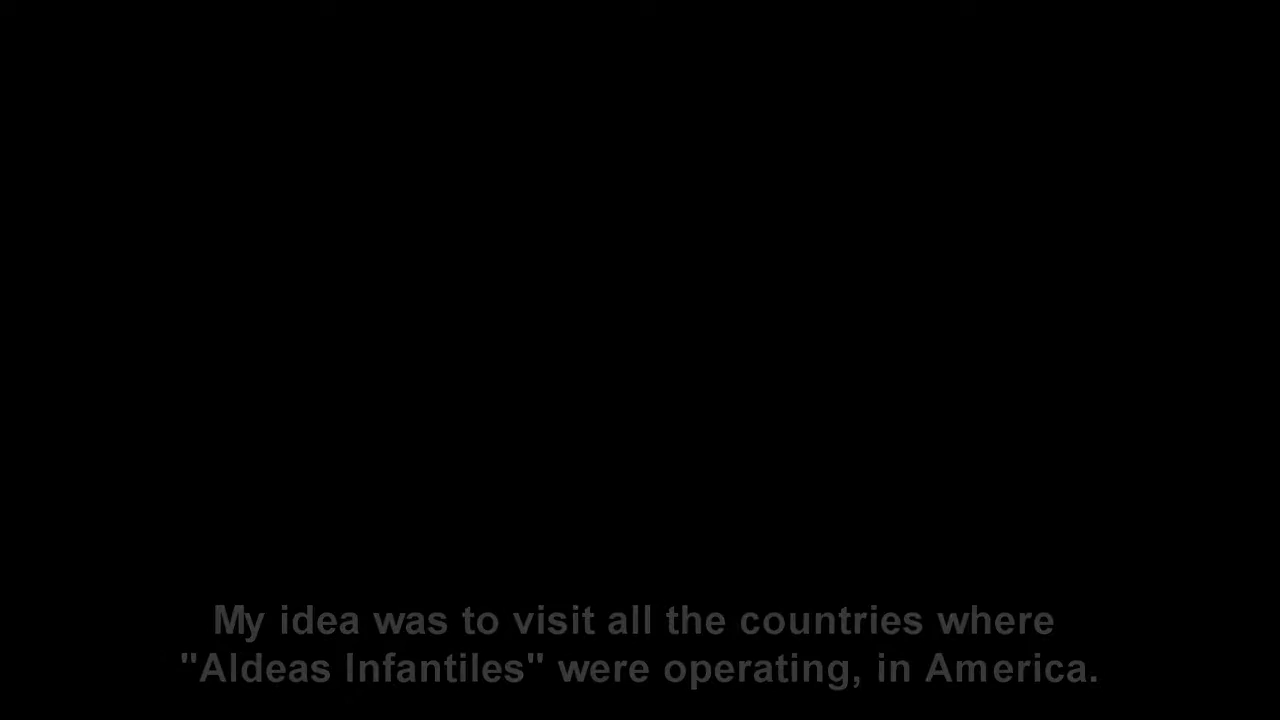 My idea was to visit all the countries where
"Aldeas Infantiles" were operating, in America.